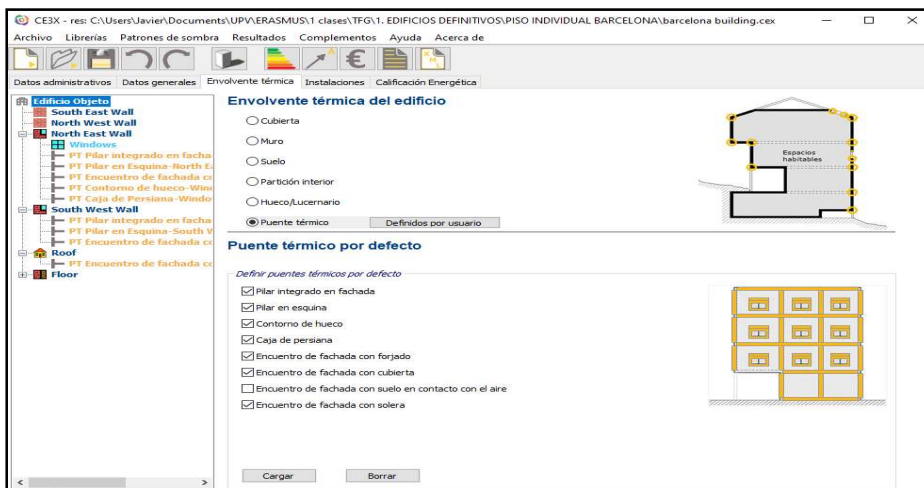 CE3X - res: C:\Users\Javier\Documents\UPV\ERASMUS\1 clases\TFG\1. EDIFICIOS DEFINITIVOS\PISO INDIVIDUAL BARCELONA\barcelona building.cex
Archivo Librerías Patrones de sombra Resultados Complementos Ayuda Acerca de
Datos administrativos Datos generales Envolvente térmica Instalaciones Calificación Energética
Edificio Objeto
South East Wall
North West Wall
North East Wall
Windows
PT Pilar integrado en facha
PT Pilar en Esquina-North E
PT Encuentro de fachada co
PT Contorno de hueco-Win
PT Caja de Persiana-Windo
South West Wall
PT Pilar integrado en facha
PT Pilar en Esquina-South V
PT Encuentro de fachada co
Roof
PT Encuentro de fachada co
Floor
Envolvente térmica del edificio
Cubierta
Muro
Suelo
Partición interior
Hueco/Lucernario
Puente térmico
Definidos por usuario
Espacios
habitables
Puente térmico por defecto
Definir puentes térmicos por defecto
Pilar integrado en fachada
Pilar en esquina
Contorno de hueco
Caja de persiana
Encuentro de fachada con forjado
Encuentro de fachada con cubierta
Encuentro de fachada con suelo en contacto con el aire
Encuentro de fachada con solera
Cargar Borrar